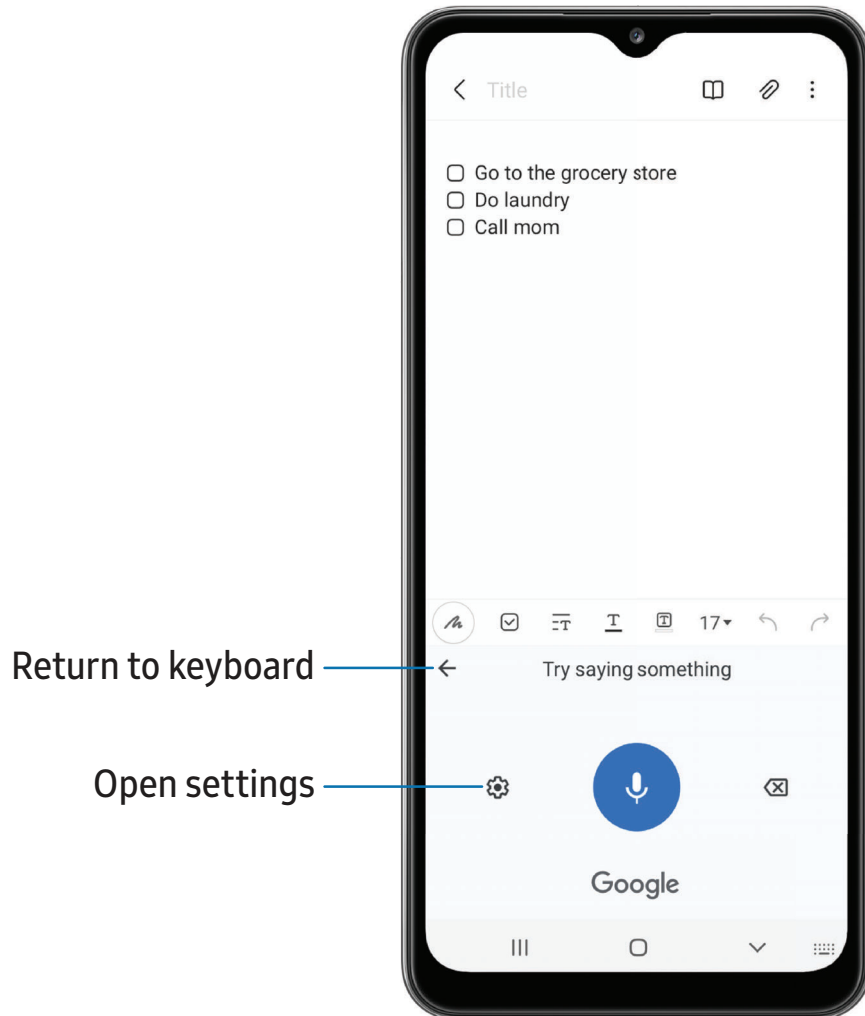 Title
Go to the grocery store
Do laundry
Call mom
17
Return to keyboard
Try saying something
Open settings
Google